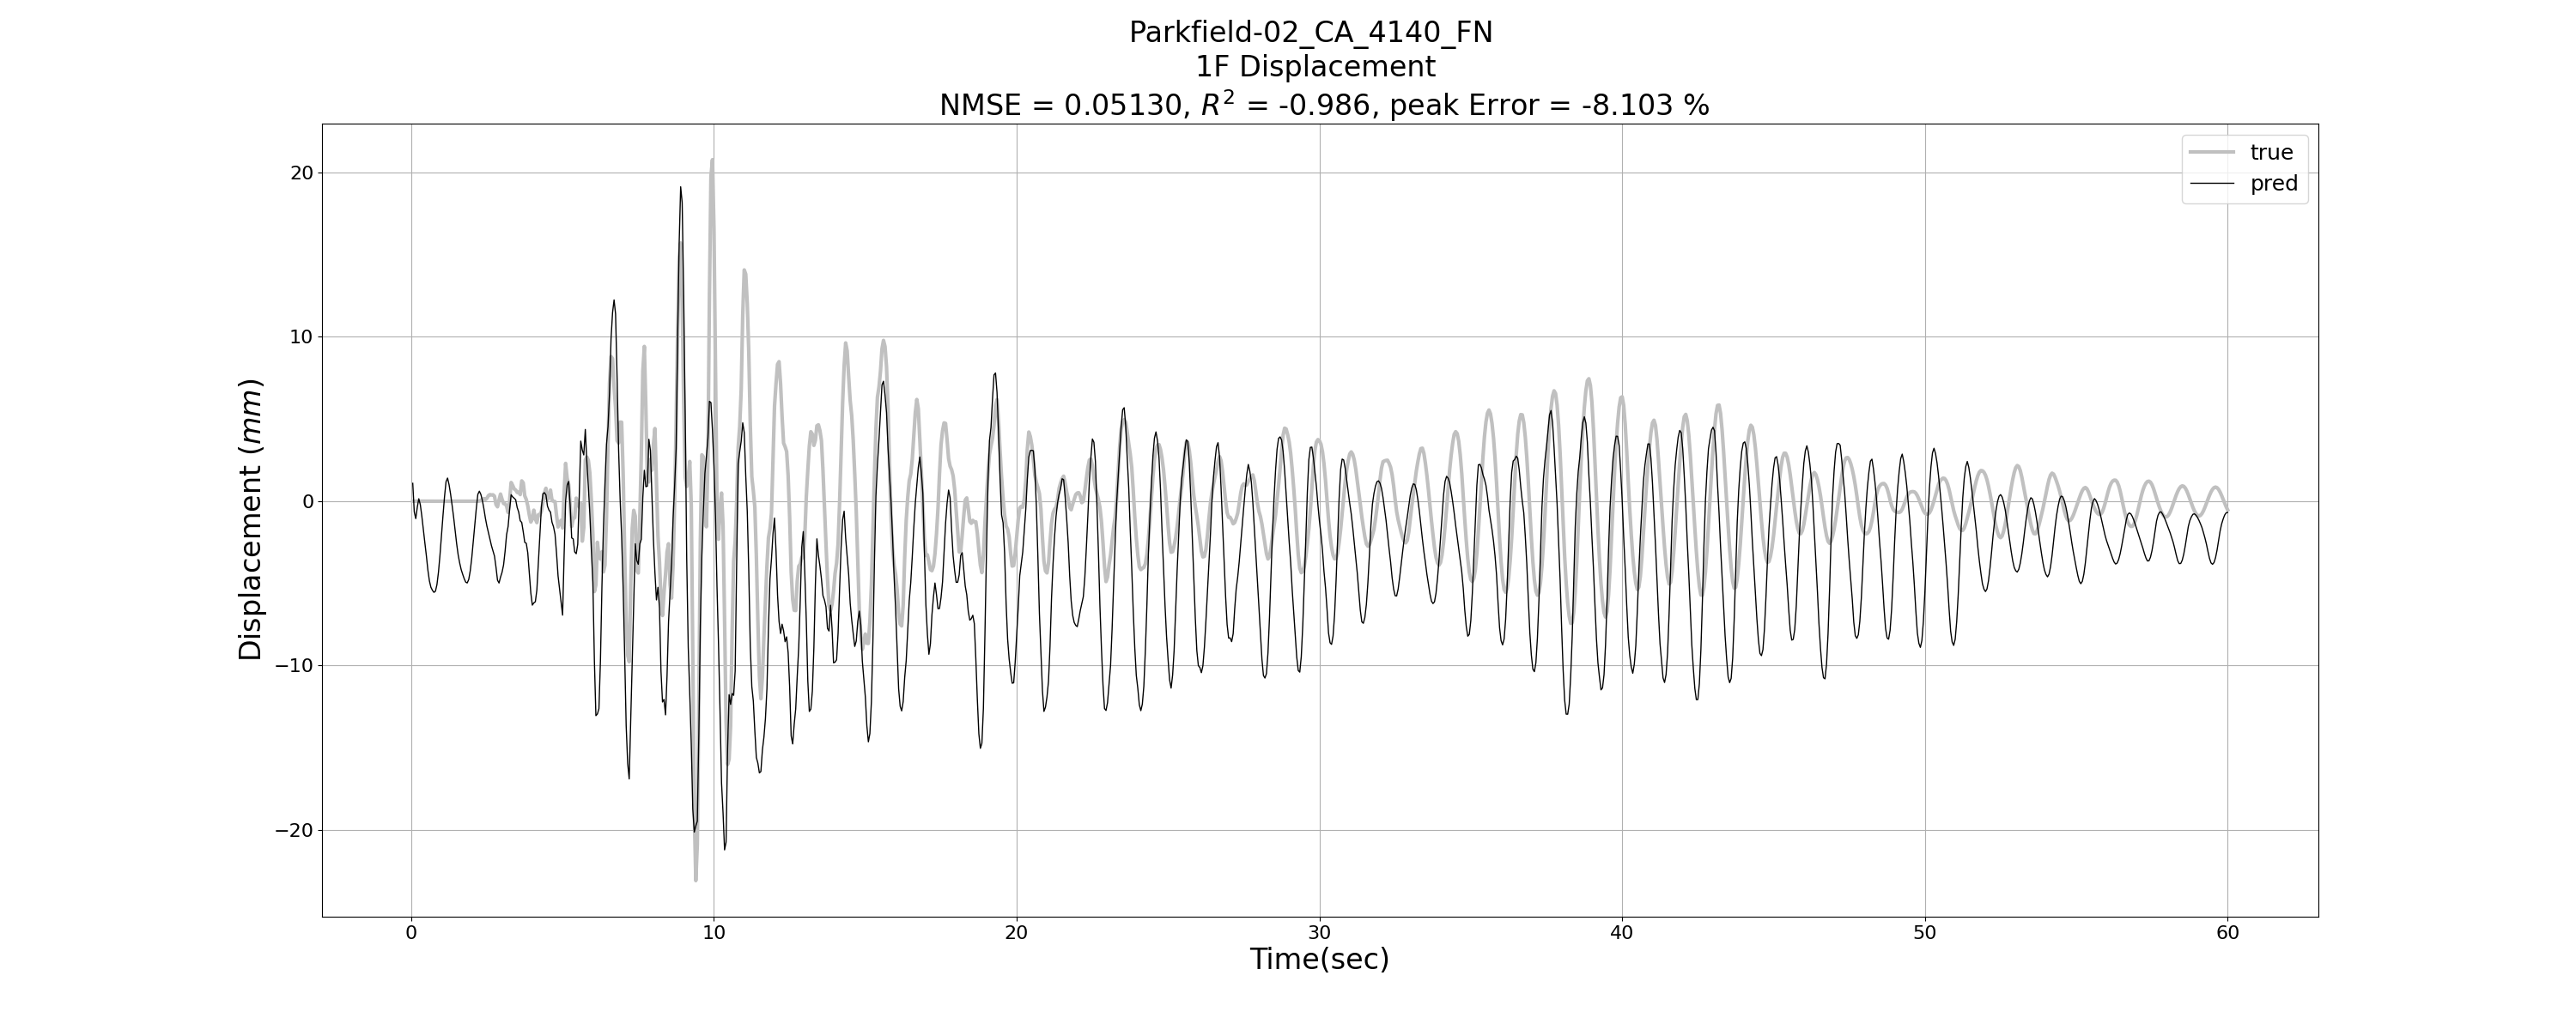 Parkfield-02_CA_4140_FN
1F Displacement
NMSE = 0.05130, R² = -0.986, peak Error = -8.103 %
true
pred
Displacement (mm)
20
10
0
−10
−20
0 10 20 30 40 50 60
Time(sec)